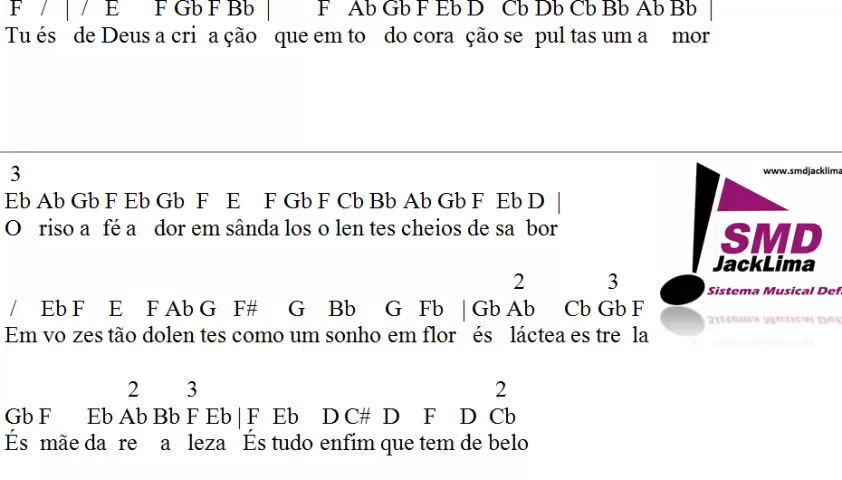 F / | / E F Gb F Bb | F Ab Gb F Eb D Cb Db Cb Bb Ab Bb |
Tu és de Deus a cri a ção que em to do cora ção se pul tas um a mor
3
Eb Ab Gb F Eb Gb F E F Gb F Cb Bb Ab Gb F Eb D |
O riso a fé a dor em sânda los o len tes cheios de sa bor
www.smdjacklima
SMD
JackLima
Sistema Musical Defi
2 3
/ Eb F E F Ab G F# G Bb G Fb | Gb Ab Cb Gb F
Em vo zes tão dolen tes como um sonho em flor és láctea es tre la
2 3 2
Gb F Eb Ab Bb F Eb | F Eb D C# D F D Cb
És mãe da re a leza És tudo enfim que tem de belo